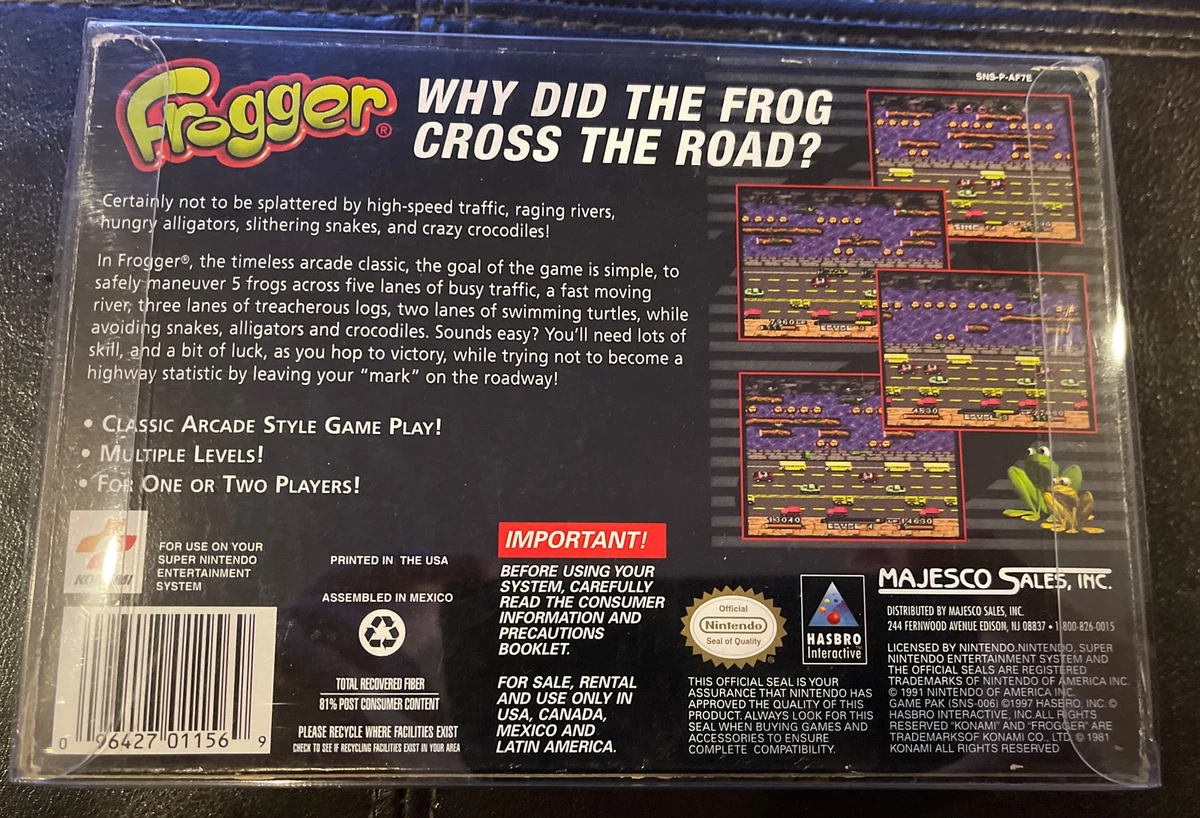 Frogger®
WHY DID THE FROG
CROSS THE ROAD?
SNS-P-AF7E
Certainly not to be splattered by high-speed traffic, raging rivers,
hungry alligators, slithering snakes, and crazy crocodiles!
In Frogger®, the timeless arcade classic, the goal of the game is simple, to
safely maneuver 5 frogs across five lanes of busy traffic, a fast moving
river, three lanes of treacherous logs, two lanes of swimming turtles, while
avoiding snakes, alligators and crocodiles. Sounds easy? You'll need lots of
skill, and a bit of luck, as you hop to victory, while trying not to become a
highway statistic by leaving your "mark" on the roadway!
• CLASSIC ARCADE STYLE GAME PLAY!
• MULTIPLE LEVELS!
• FOR ONE OR TWO PLAYERS!
4630
13040
LEVEL 4
14630
KONAMI
FOR USE ON YOUR
SUPER NINTENDO
ENTERTAINMENT
SYSTEM
0 96427 01156 9
PRINTED IN THE USA
ASSEMBLED IN MEXICO
TOTAL RECOVERED FIBER
81% POST CONSUMER CONTENT
PLEASE RECYCLE WHERE FACILITIES EXIST
CHECK TO SEE IF RECYCLING FACILITIES EXIST IN YOUR AREA
IMPORTANT!
BEFORE USING YOUR
SYSTEM, CAREFULLY
READ THE CONSUMER
INFORMATION AND
PRECAUTIONS
BOOKLET.
FOR SALE, RENTAL
AND USE ONLY IN
USA, CANADA,
MEXICO AND
LATIN AMERICA.
Official
Nintendo
Seal of Quality
®
THIS OFFICIAL SEAL IS YOUR
ASSURANCE THAT NINTENDO HAS
APPROVED THE QUALITY OF THIS
PRODUCT. ALWAYS LOOK FOR THIS
SEAL WHEN BUYING GAMES AND
ACCESSORIES TO ENSURE
COMPLETE COMPATIBILITY.
HASBRO
Interactive™
MAJESCO SALES, INC.
DISTRIBUTED BY MAJESCO SALES, INC.
244 FERNWOOD AVENUE EDISON, NJ 08837 • 1-800-826-0015
LICENSED BY NINTENDO.NINTENDO, SUPER
NINTENDO ENTERTAINMENT SYSTEM AND
THE OFFICIAL SEALS ARE REGISTERED
TRADEMARKS OF NINTENDO OF AMERICA INC.
© 1991 NINTENDO OF AMERICA INC.
GAME PAK (SNS-006) ©1997 HASBRO, INC. ©
HASBRO INTERACTIVE, INC.ALL RIGHTS
RESERVED "KONAMI" AND "FROGGER" ARE
TRADEMARKSOF KONAMI CO., LTD. © 1981
KONAMI ALL RIGHTS RESERVED